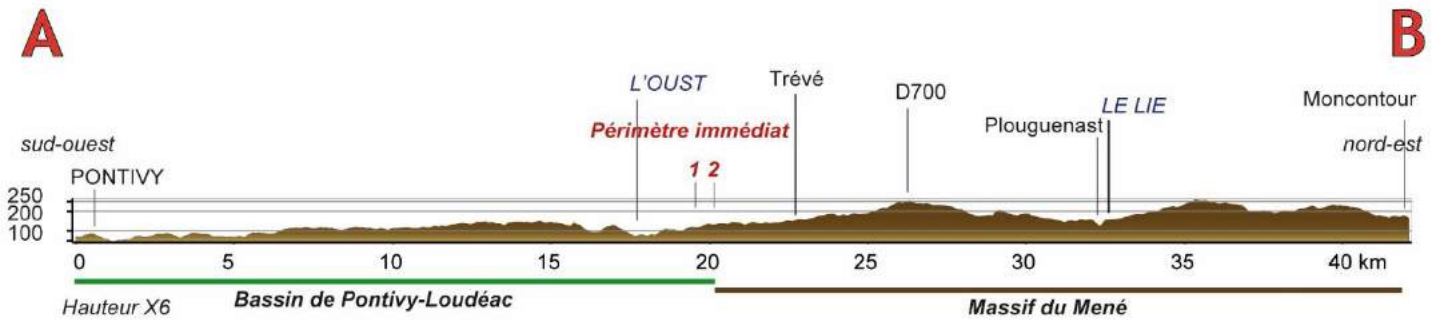 A
B
L'OUST
Trévé
D700
LE LIE
Moncontour
Périmètre immédiat
Plouguenast
sud-ouest
nord-est
1 2
PONTIVY
250
200
100
0 5 10 15 20 25 30 35 40 km
Hauteur X6
Bassin de Pontivy-Loudéac
Massif du Mené